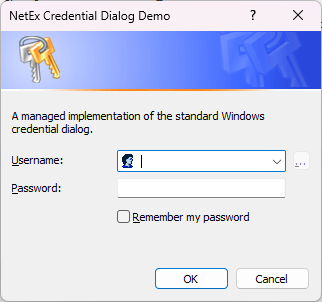 NetEx Credential Dialog Demo
?
A managed implementation of the standard Windows
credential dialog.
Username:
...
Password:
Remember my password
OK
Cancel